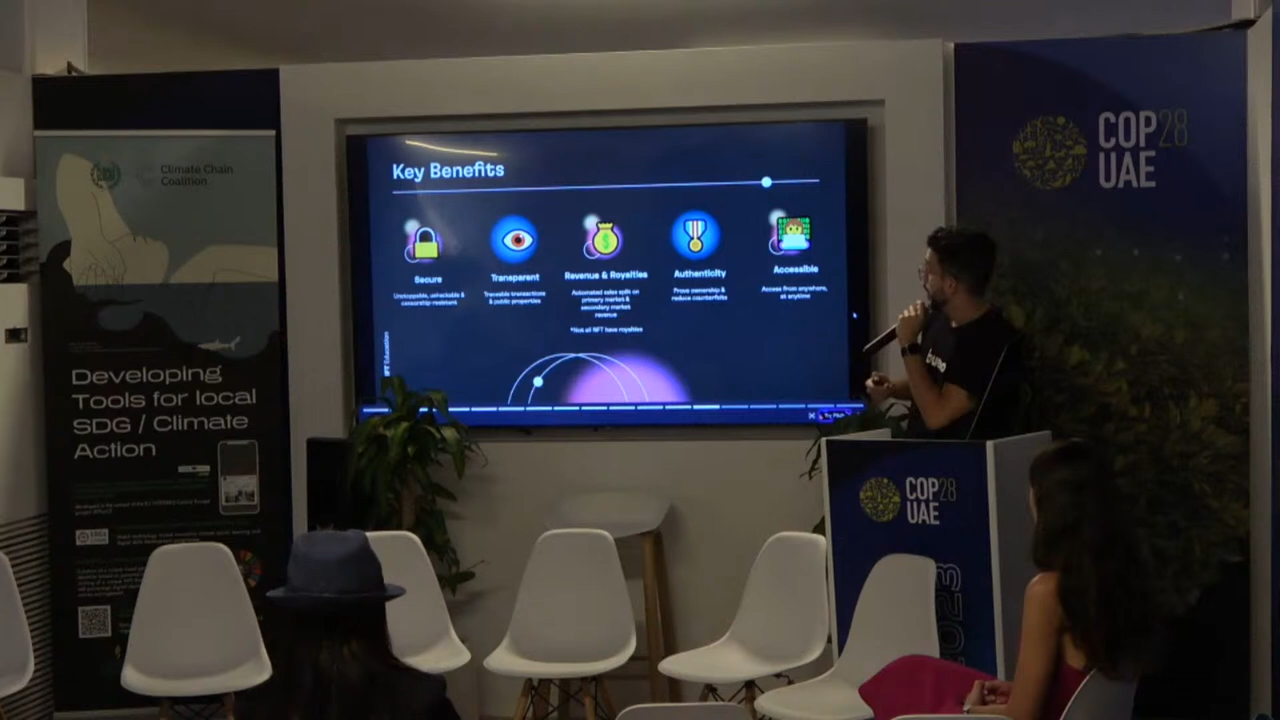 Climate Chain
Coalition
Developing
Tools for local
SDG / Climate
Action
Key Benefits
Secure
Unstoppable, unhackable &
censorship resistant
Transparent
Traceable transactions
& public properties
Revenue & Royalties
Automated sales split on
primary market &
secondary market
revenue
*Not all NFT have royalties
Authenticity
Prove ownership &
reduce counterfeits
Accessible
Access from anywhere,
at anytime
NFT Education
Try Pitch
COP28
UAE
COP28
UAE
2023